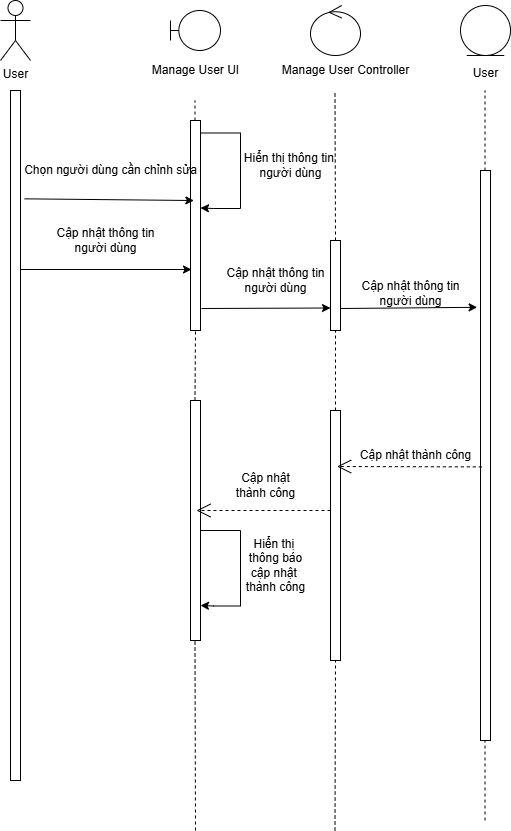 User
Manage User UI
Manage User Controller
User
Hiển thị thông tin
người dùng
Chọn người dùng cần chỉnh sửa
Cập nhật thông tin
người dùng
Cập nhật thông tin
người dùng
Cập nhật thông tin
người dùng
Cập nhật thành công
Cập nhật
thành công
Hiển thị
thông báo
cập nhật
thành công